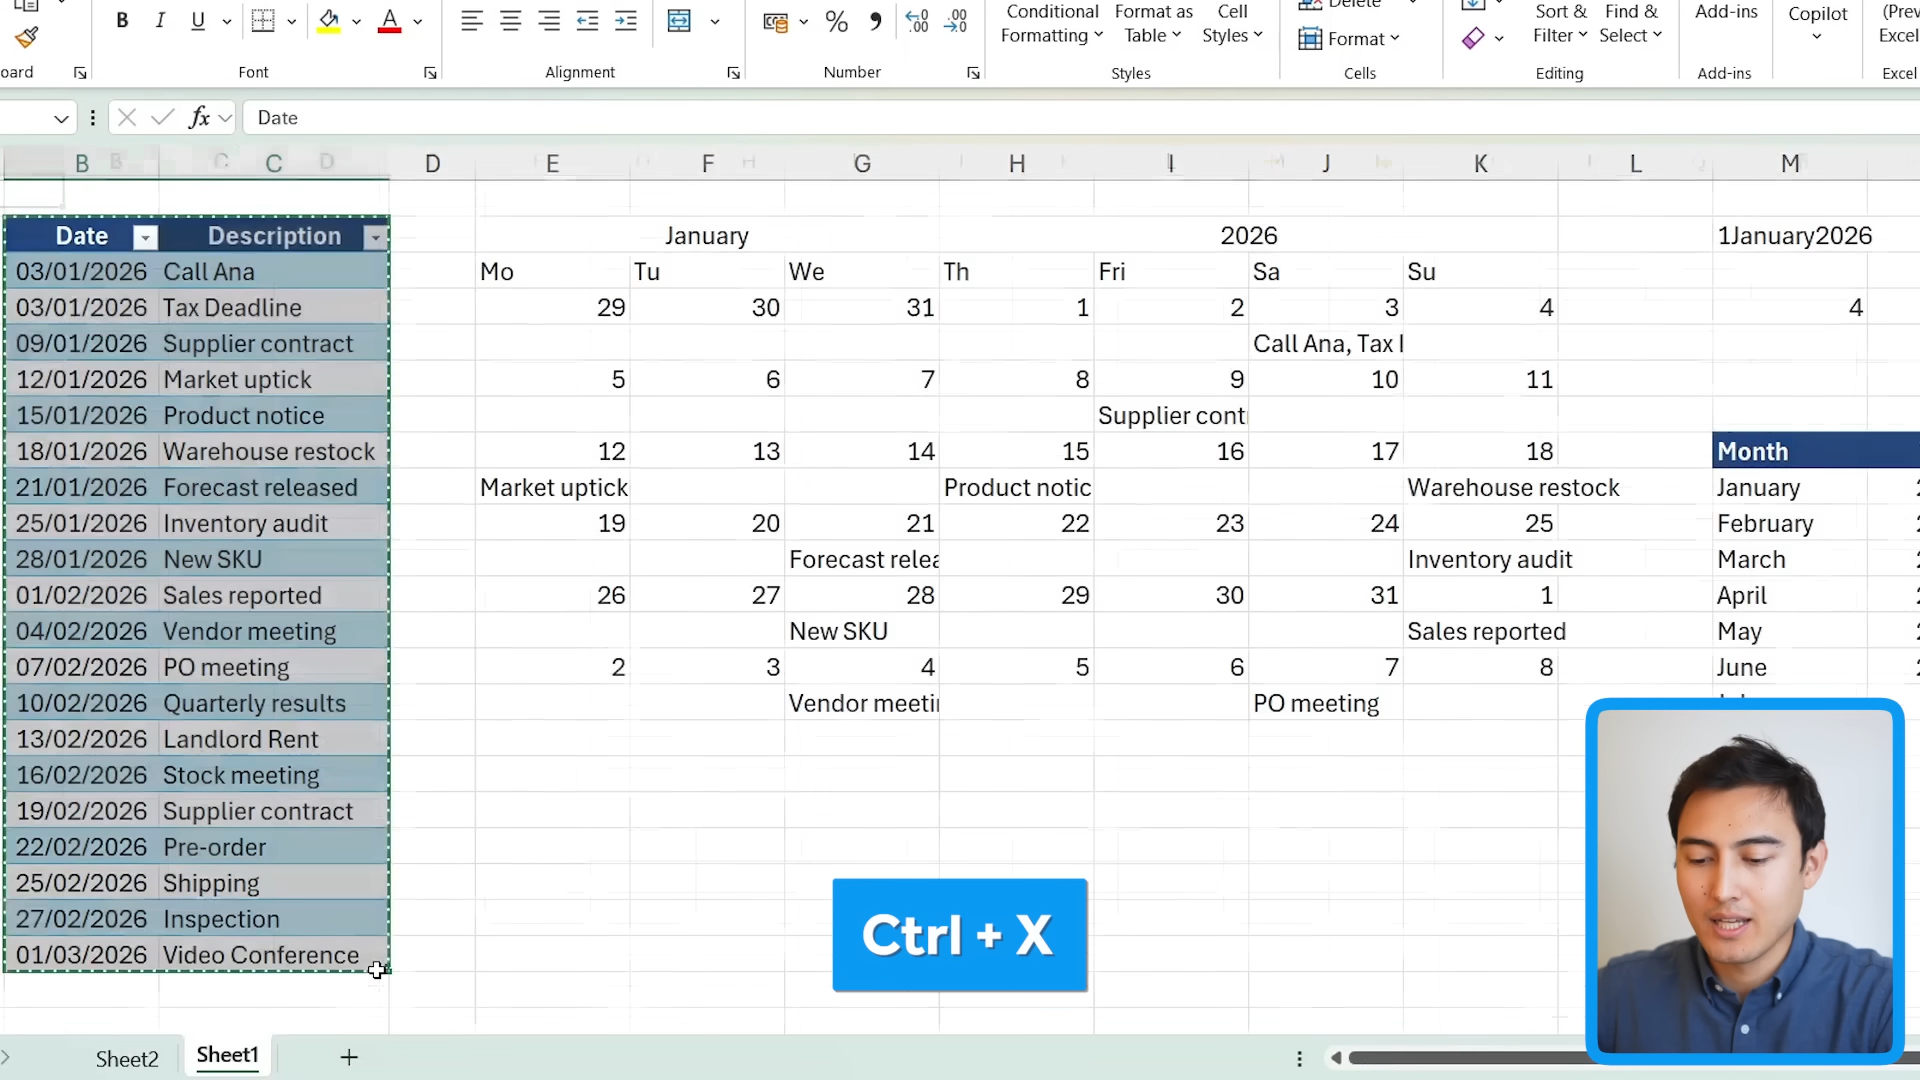 B I U A
% 9
Conditional Formatting
Format as Table
Cell Styles
Delete
Format
Sort & Filter
Find & Select
Add-ins
Copilot
(Prev
Excel
oard Font Alignment Number Styles Cells Editing Add-ins Excel
fx Date
B C D E F G H I J K L M
Date Description January 2026 1January2026
03/01/2026 Call Ana Mo Tu We Th Fri Sa Su
03/01/2026 Tax Deadline 29 30 31 1 2 3 4 4
09/01/2026 Supplier contract Call Ana, Tax
12/01/2026 Market uptick 5 6 7 8 9 10 11
15/01/2026 Product notice Supplier contr
18/01/2026 Warehouse restock 12 13 14 15 16 17 18 Month
21/01/2026 Forecast released Market uptick Product notic Warehouse restock January
25/01/2026 Inventory audit 19 20 21 22 23 24 25 February
28/01/2026 New SKU Forecast relea Inventory audit March
01/02/2026 Sales reported 26 27 28 29 30 31 1 April
04/02/2026 Vendor meeting New SKU Sales reported May
07/02/2026 PO meeting 2 3 4 5 6 7 8 June
10/02/2026 Quarterly results Vendor meetin PO meeting
13/02/2026 Landlord Rent
16/02/2026 Stock meeting
19/02/2026 Supplier contract
22/02/2026 Pre-order
25/02/2026 Shipping
27/02/2026 Inspection
01/03/2026 Video Conference
Ctrl + X
Sheet2 Sheet1